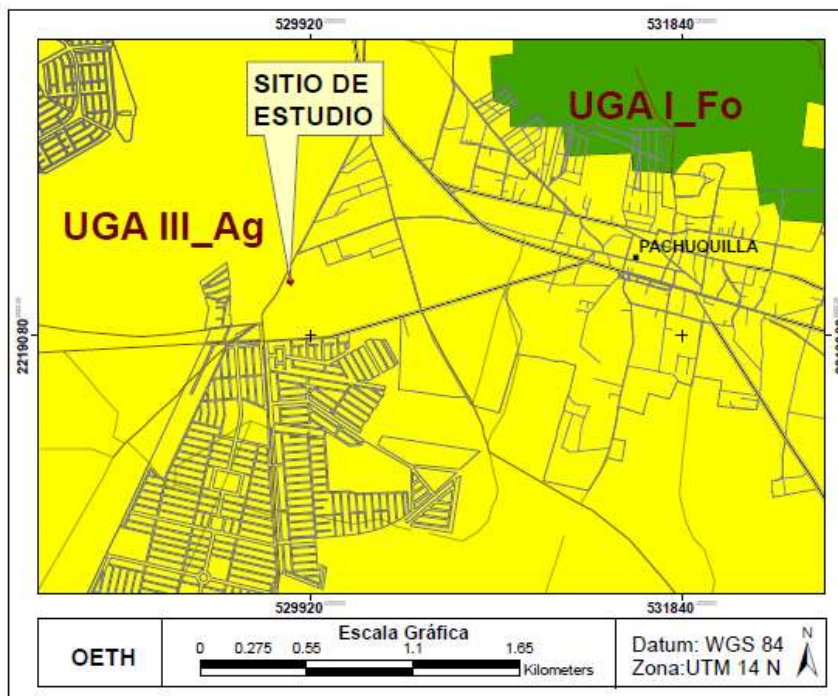 529920
531840
SITIO DE
ESTUDIO
UGA I_Fo
UGA III_Ag
PACHUQUILLA
2219080
529920
531840
OETH
Escala Gráfica
0 0.275 0.55 1.1 1.65
Kilometers
Datum: WGS 84
Zona:UTM 14 N
N